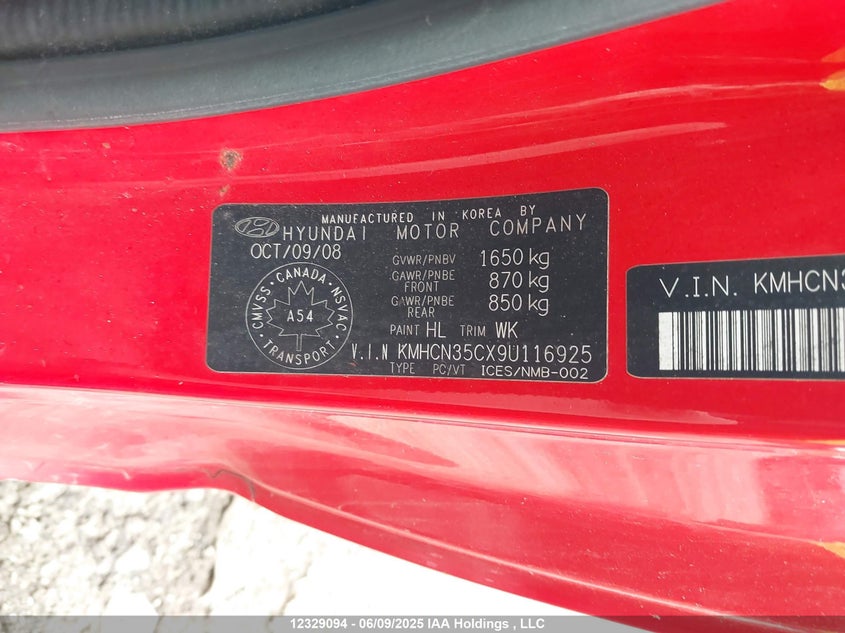 MANUFACTURED IN KOREA BY
HYUNDAI MOTOR COMPANY
OCT/09/08
GVWR/PNBV 1650 kg
GAWR/PNBE FRONT 870 kg
GAWR/PNBE REAR 850 kg
CMVSS · CANADA · NSVAC
A54
TRANSPORT
PAINT HL TRIM WK
V.I.N KMHCN35CX9U116925
TYPE PC/VT ICES/NMB-002
V.I.N. KMHCN3
12329094 - 06/09/2025 IAA Holdings , LLC